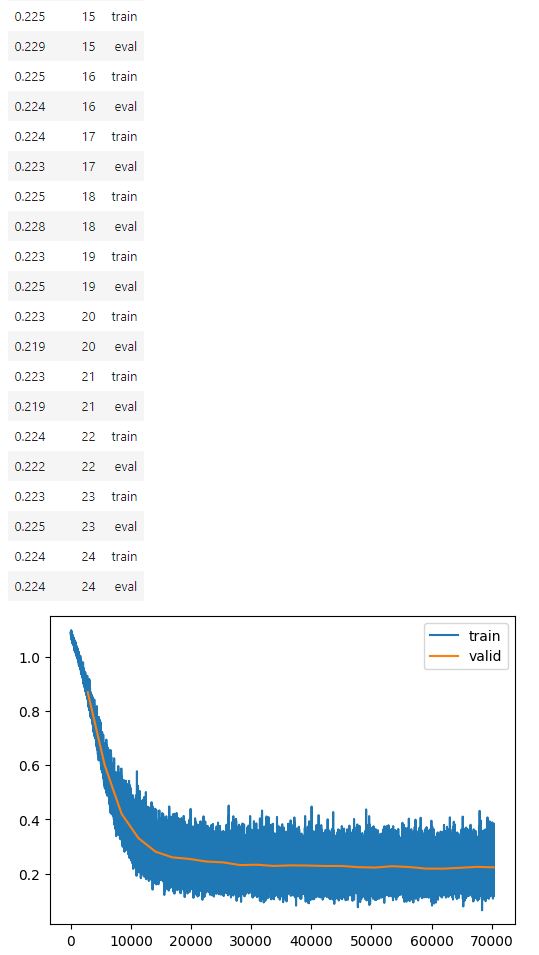 0.225 15 train
0.229 15 eval
0.225 16 train
0.224 16 eval
0.224 17 train
0.223 17 eval
0.225 18 train
0.228 18 eval
0.223 19 train
0.225 19 eval
0.223 20 train
0.219 20 eval
0.223 21 train
0.219 21 eval
0.224 22 train
0.222 22 eval
0.223 23 train
0.225 23 eval
0.224 24 train
0.224 24 eval
train
valid
1.0
0.8
0.6
0.4
0.2
0 10000 20000 30000 40000 50000 60000 70000